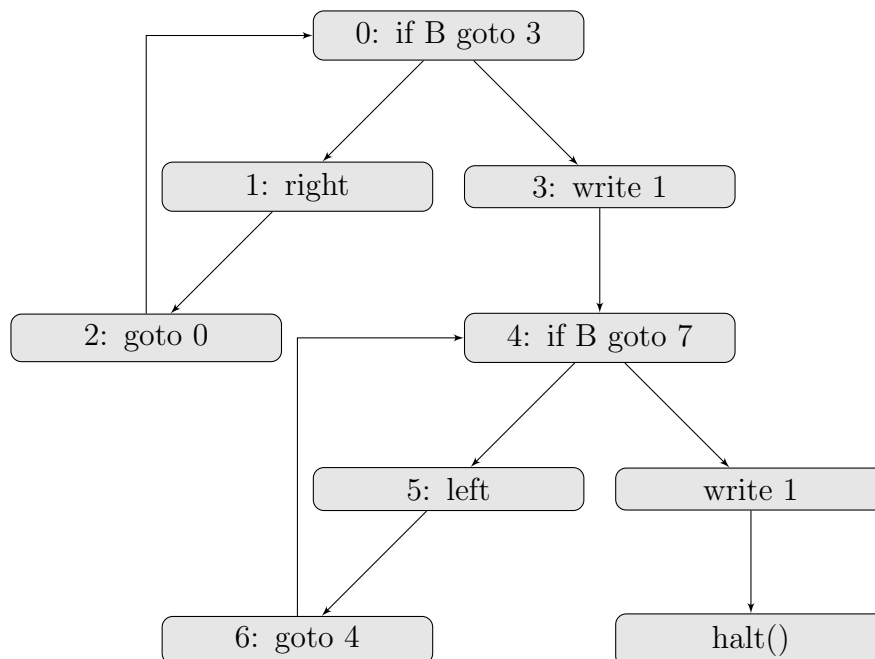 0: if B goto 3
1: right
3: write 1
2: goto 0
4: if B goto 7
5: left
write 1
6: goto 4
halt()